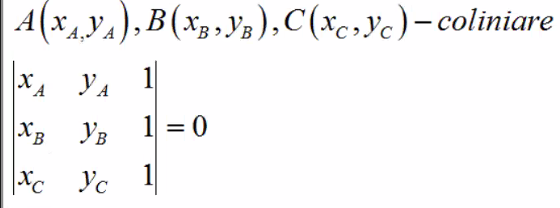 A(x_A, y_A), B(x_B, y_B), C(x_C, y_C) – coliniare
|x_A y_A 1|
|x_B y_B 1| = 0
|x_C y_C 1|